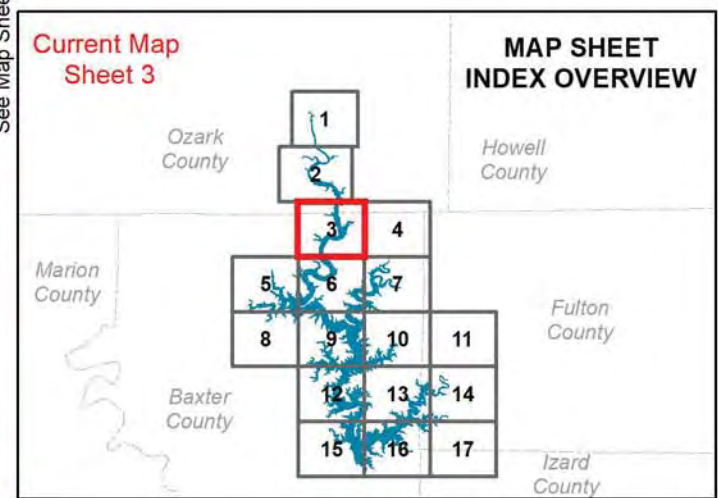 See Map Shee
Current Map
Sheet 3
MAP SHEET
INDEX OVERVIEW
1
Ozark
County
Howell
County
2
3
4
Marion
County
5
6
7
Fulton
County
8
9
10
11
Baxter
County
12
13
14
15
16
17
Izard
County